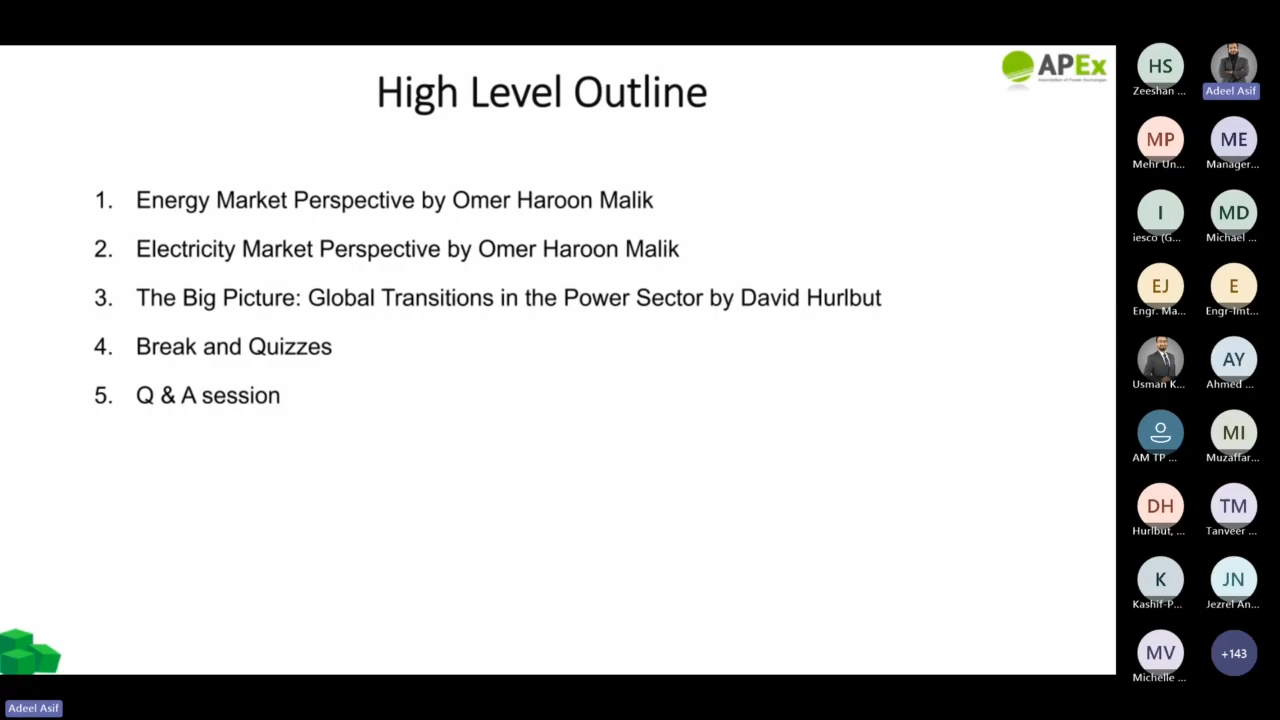 High Level Outline
APEx
Association of Power Exchanges
1. Energy Market Perspective by Omer Haroon Malik
2. Electricity Market Perspective by Omer Haroon Malik
3. The Big Picture: Global Transitions in the Power Sector by David Hurlbut
4. Break and Quizzes
5. Q & A session
HS
Zeeshan ...
Adeel Asif
MP
Mehr Un...
ME
Manager...
I
iesco (G...
MD
Michael ...
EJ
Engr. Ma...
E
Engr-Imt...
Usman K...
AY
Ahmed ...
AM TP ...
MI
Muzaffar...
DH
Hurlbut, ...
TM
Tanveer ...
K
Kashif-P...
JN
Jezrel An...
MV
Michelle ...
+143
Adeel Asif